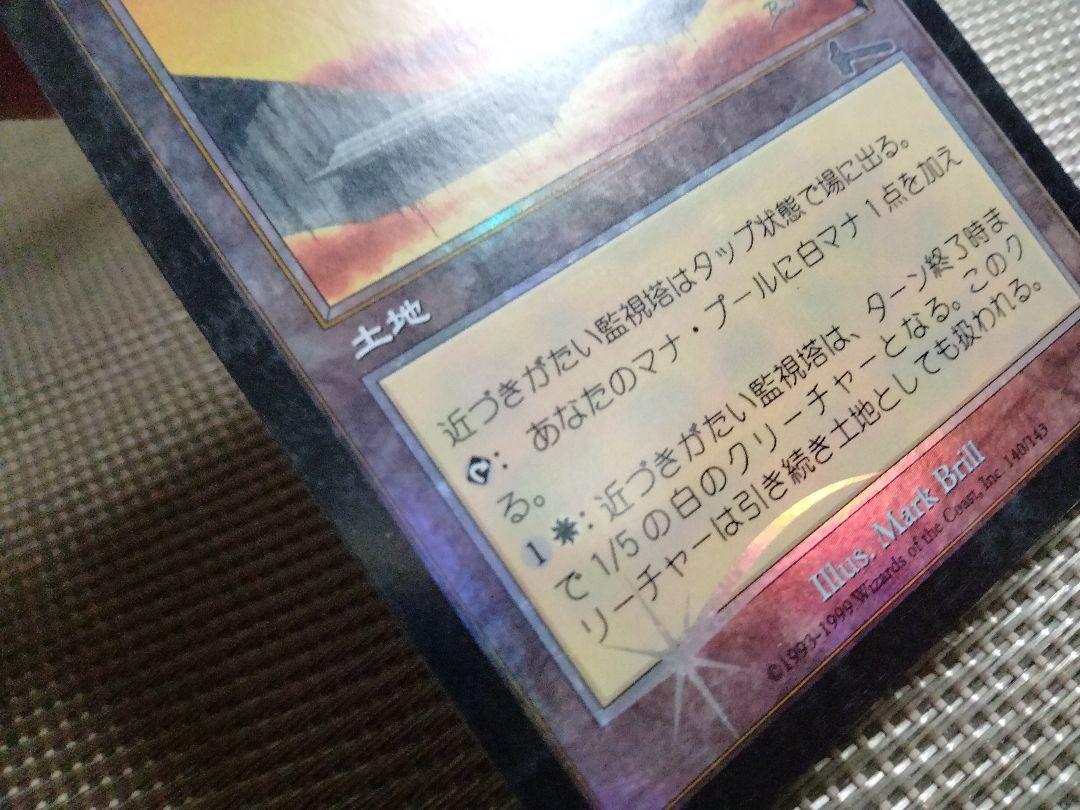 土地
近づきがたい監視塔はタップ状態で場に出る。
: あなたのマナ・プールに白マナ1点を加え
る。
1 : 近づきがたい監視塔は、ターン終了時ま
で1/5の白のクリーチャーとなる。このク
リーチャーは引き続き土地としても扱われる。
Illus. Mark Brill
©1993-1999 Wizards of the Coast, Inc. 140/143